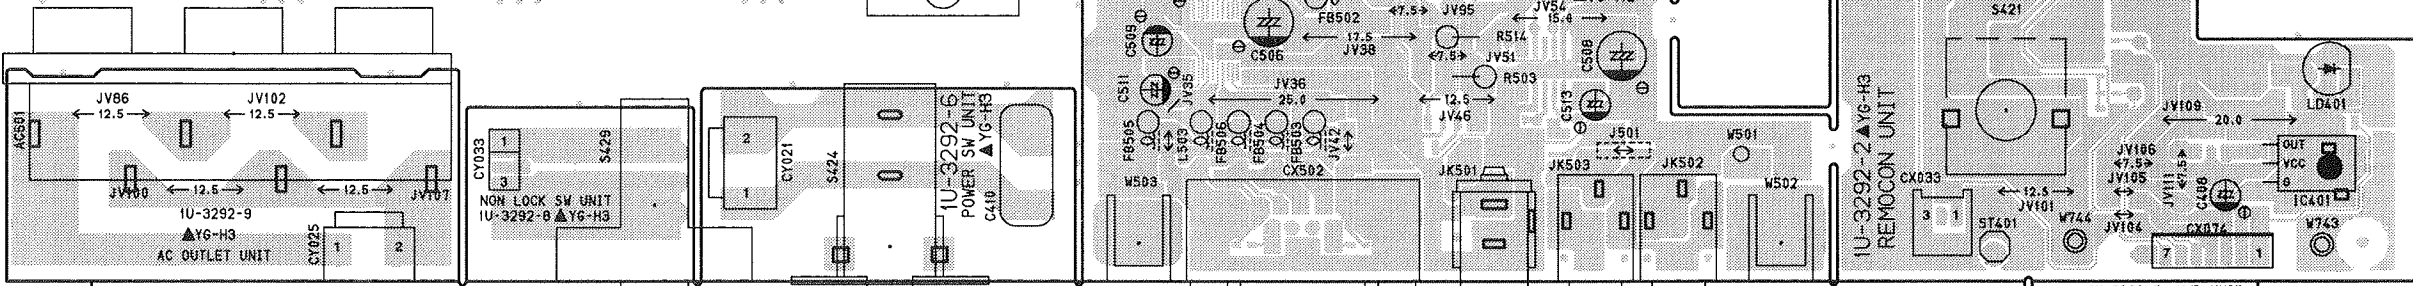 AC601
JV86
12.5
JV102
12.5
JV100
12.5
12.5
JV107
1U-3292-9
▲YG-H3
AC OUTLET UNIT
CY025
1
2
CY033
1
3
S429
NON LOCK SW UNIT
1U-3292-8▲YG-H3
2
1
CY021
S424
1U-3292-6
POWER SW UNIT
▲YG-H3
C410
C509
C506
FB502
7.5
JV95
JV54
15.0
17.5
JV38
R514
7.5
JV51
R503
C508
C511
JV35
JV36
25.0
12.5
JV46
C513
FB505
L503
FB506
FB504
FB503
JV42
J501
W501
W503
CX502
JK501
JK503
JK502
W502
1U-3292-2▲YG-H3
REMOCON UNIT
S421
LD401
JV109
20.0
OUT
VCC
G
IC401
JV106
7.5
JV105
JV111
7.5
C408
CX033
3
1
12.5
JV101
ST401
W744
JV104
CX074
7
1
W743